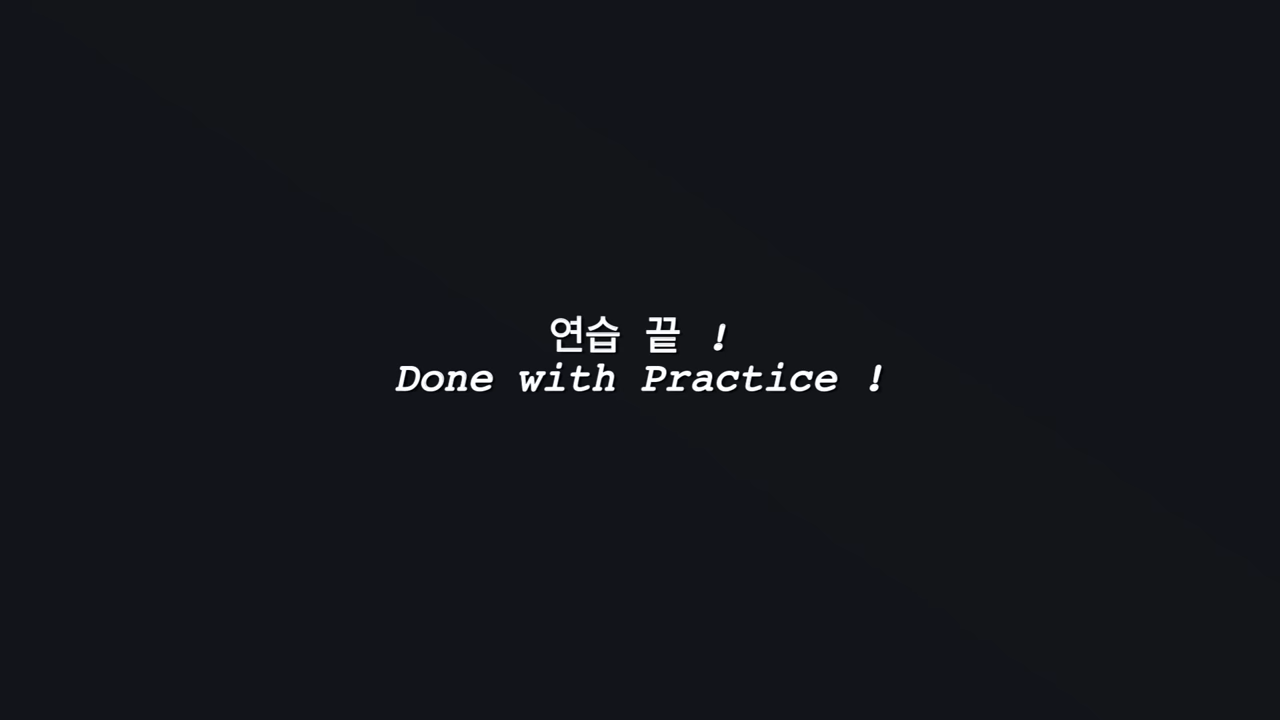 연습 끝 !
Done with Practice !